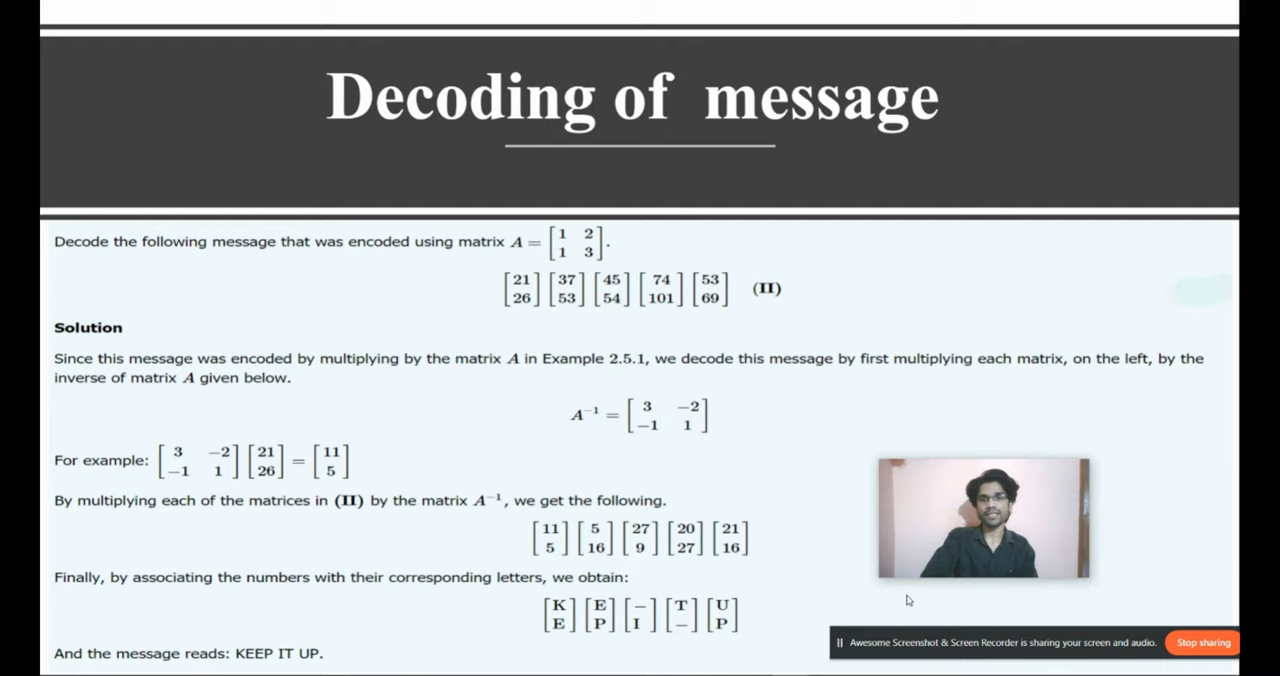 Decoding of message
Decode the following message that was encoded using matrix A = [1 2; 1 3].
[21; 26] [37; 53] [45; 54] [74; 101] [53; 69] (II)
Solution
Since this message was encoded by multiplying by the matrix A in Example 2.5.1, we decode this message by first multiplying each matrix, on the left, by the
inverse of matrix A given below.
A⁻¹ = [3 −2; −1 1]
For example: [3 −2; −1 1] [21; 26] = [11; 5]
By multiplying each of the matrices in (II) by the matrix A⁻¹, we get the following.
[11; 5] [5; 16] [27; 9] [20; 27] [21; 16]
Finally, by associating the numbers with their corresponding letters, we obtain:
[K; E] [E; P] [−; I] [T; −] [U; P]
And the message reads: KEEP IT UP.
Awesome Screenshot & Screen Recorder is sharing your screen and audio.
Stop sharing